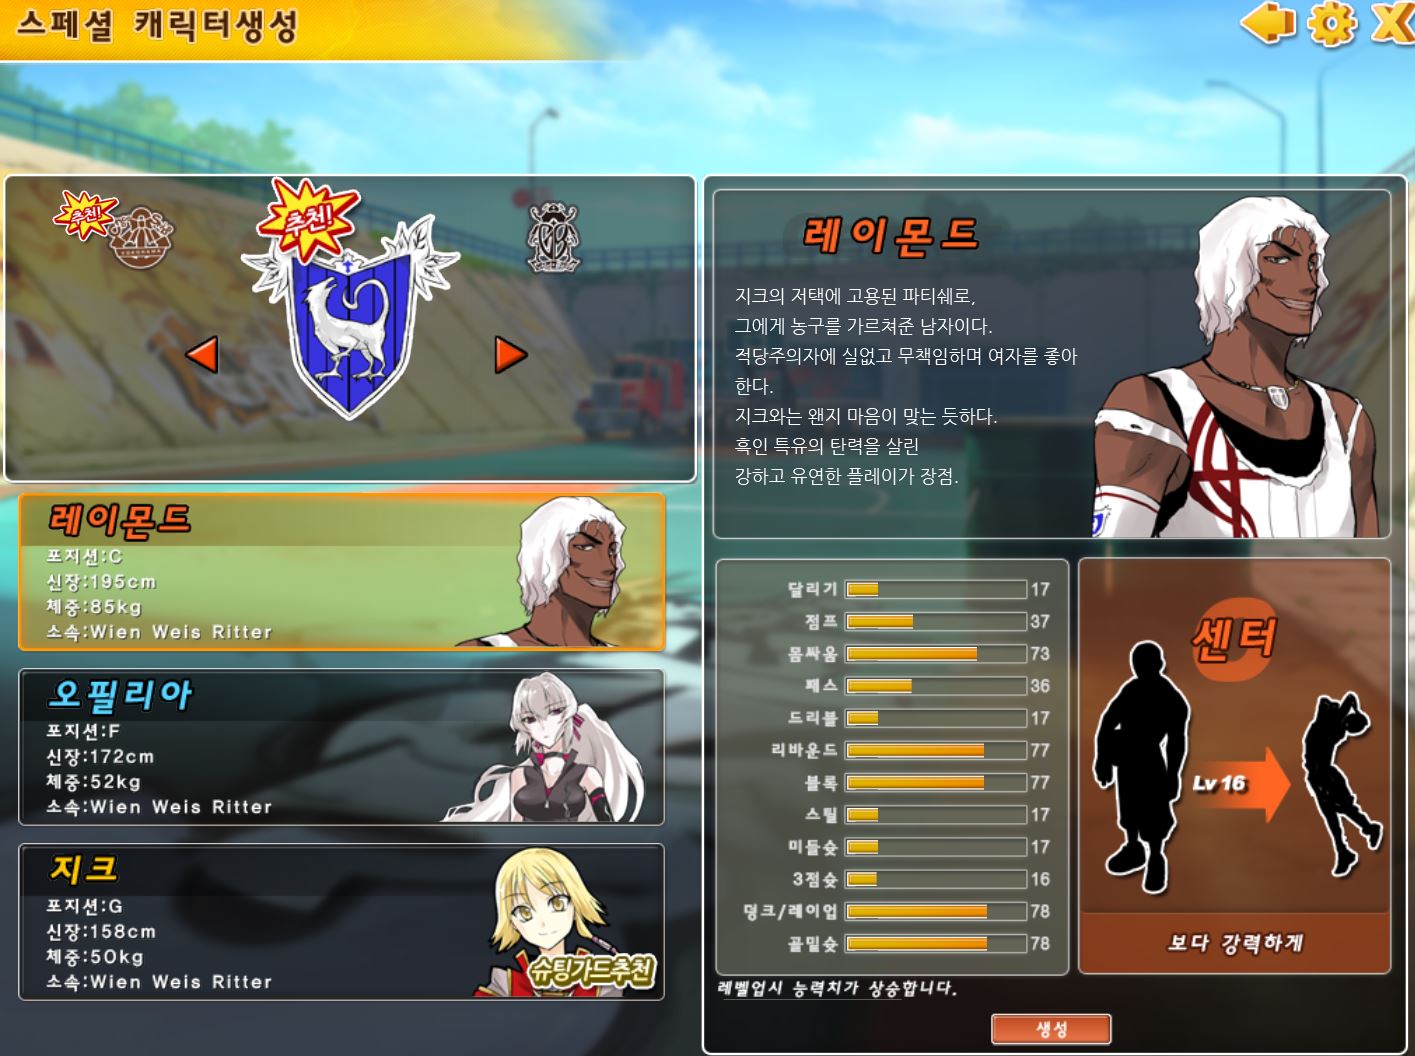 스페셜 캐릭터생성
추천!
추천!
레이몬드
포지션:C
신장:195cm
체중:85kg
소속:Wien Weis Ritter
오필리아
포지션:F
신장:172cm
체중:52kg
소속:Wien Weis Ritter
지크
포지션:G
신장:158cm
체중:50kg
소속:Wien Weis Ritter
슈팅가드추천
레이몬드
지크의 저택에 고용된 파티쉐로,
그에게 농구를 가르쳐준 남자이다.
적당주의자에 실없고 무책임하며 여자를 좋아
한다.
지크와는 왠지 마음이 맞는 듯하다.
흑인 특유의 탄력을 살린
강하고 유연한 플레이가 장점.
달리기 17
점프 37
몸싸움 73
패스 36
드리블 17
리바운드 77
블록 77
스틸 17
미들슛 17
3점슛 16
덩크/레이업 78
골밑슛 78
레벨업시 능력치가 상승합니다.
센터
Lv 16
보다 강력하게
생성